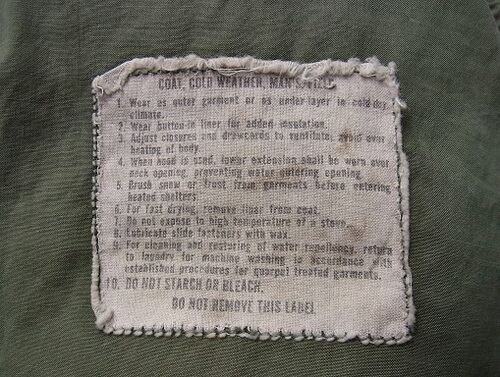 COAT, COLD WEATHER, MAN'S, FIELD
1. Wear as outer garment or as under-layer in cold-dry
climate.
2. Wear button-in liner for added insulation.
3. Adjust closures and drawcords to ventilate, avoid over
heating of body.
4. When hood is used, lower extension shall be worn over
neck opening, preventing water entering opening.
5. Brush snow or frost from garments before entering
heated shelters.
6. For fast drying, remove liner from coat.
7. Do not expose to high temperature of a stove.
8. Lubricate slide fasteners with wax.
9. For cleaning and restoring of water repellency, return
to laundry for machine washing in accordance with
established procedures for quarpel treated garments.
10. DO NOT STARCH OR BLEACH.
DO NOT REMOVE THIS LABEL